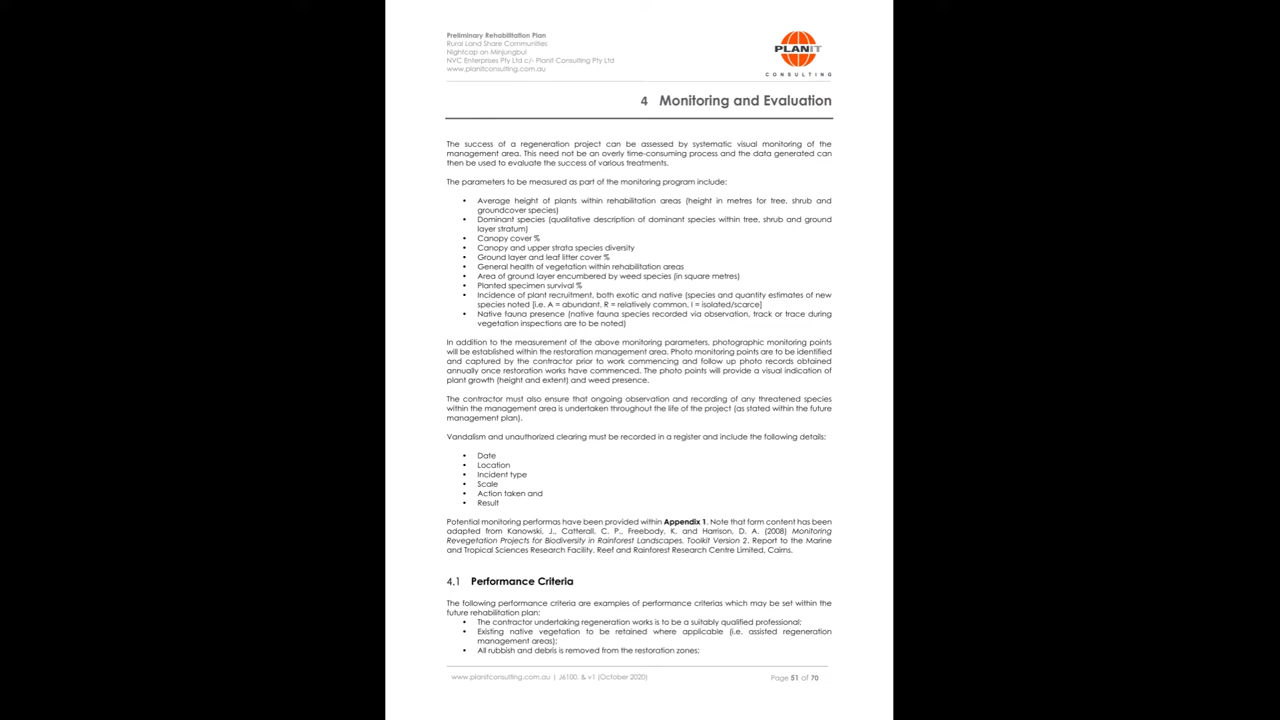 Preliminary Rehabilitation Plan
Rural Land Share Communities
Nightcap on Minjungbul
NVC Enterprises Pty Ltd c/- Planit Consulting Pty Ltd
www.planitconsulting.com.au
PLANIT
CONSULTING
4 Monitoring and Evaluation
The success of a regeneration project can be assessed by systematic visual monitoring of the
management area. This need not be an overly time-consuming process and the data generated can
then be used to evaluate the success of various treatments.
The parameters to be measured as part of the monitoring program include:
• Average height of plants within rehabilitation areas (height in metres for tree, shrub and
groundcover species)
• Dominant species (qualitative description of dominant species within tree, shrub and ground
layer stratum)
• Canopy cover %
• Canopy and upper strata species diversity
• Ground layer and leaf litter cover %
• General health of vegetation within rehabilitation areas
• Area of ground layer encumbered by weed species (in square metres)
• Planted specimen survival %
• Incidence of plant recruitment, both exotic and native (species and quantity estimates of new
species noted [i.e. A = abundant, R = relatively common, I = isolated/scarce]
• Native fauna presence (native fauna species recorded via observation, track or trace during
vegetation inspections are to be noted)
In addition to the measurement of the above monitoring parameters, photographic monitoring points
will be established within the restoration management area. Photo monitoring points are to be identified
and captured by the contractor prior to work commencing and follow up photo records obtained
annually once restoration works have commenced. The photo points will provide a visual indication of
plant growth (height and extent) and weed presence.
The contractor must also ensure that ongoing observation and recording of any threatened species
within the management area is undertaken throughout the life of the project (as stated within the future
management plan).
Vandalism and unauthorized clearing must be recorded in a register and include the following details:
• Date
• Location
• Incident type
• Scale
• Action taken and
• Result
Potential monitoring performas have been provided within Appendix 1. Note that form content has been
adapted from Kanowski, J., Catterall, C. P., Freebody, K. and Harrison, D. A. (2008) Monitoring
Revegetation Projects for Biodiversity in Rainforest Landscapes. Toolkit Version 2. Report to the Marine
and Tropical Sciences Research Facility. Reef and Rainforest Research Centre Limited, Cairns.
4.1 Performance Criteria
The following performance criteria are examples of performance criterias which may be set within the
future rehabilitation plan:
• The contractor undertaking regeneration works is to be a suitably qualified professional;
• Existing native vegetation to be retained where applicable (i.e. assisted regeneration
management areas);
• All rubbish and debris is removed from the restoration zones;
www.planitconsulting.com.au | J6100, & v1 (October 2020)
Page 51 of 70